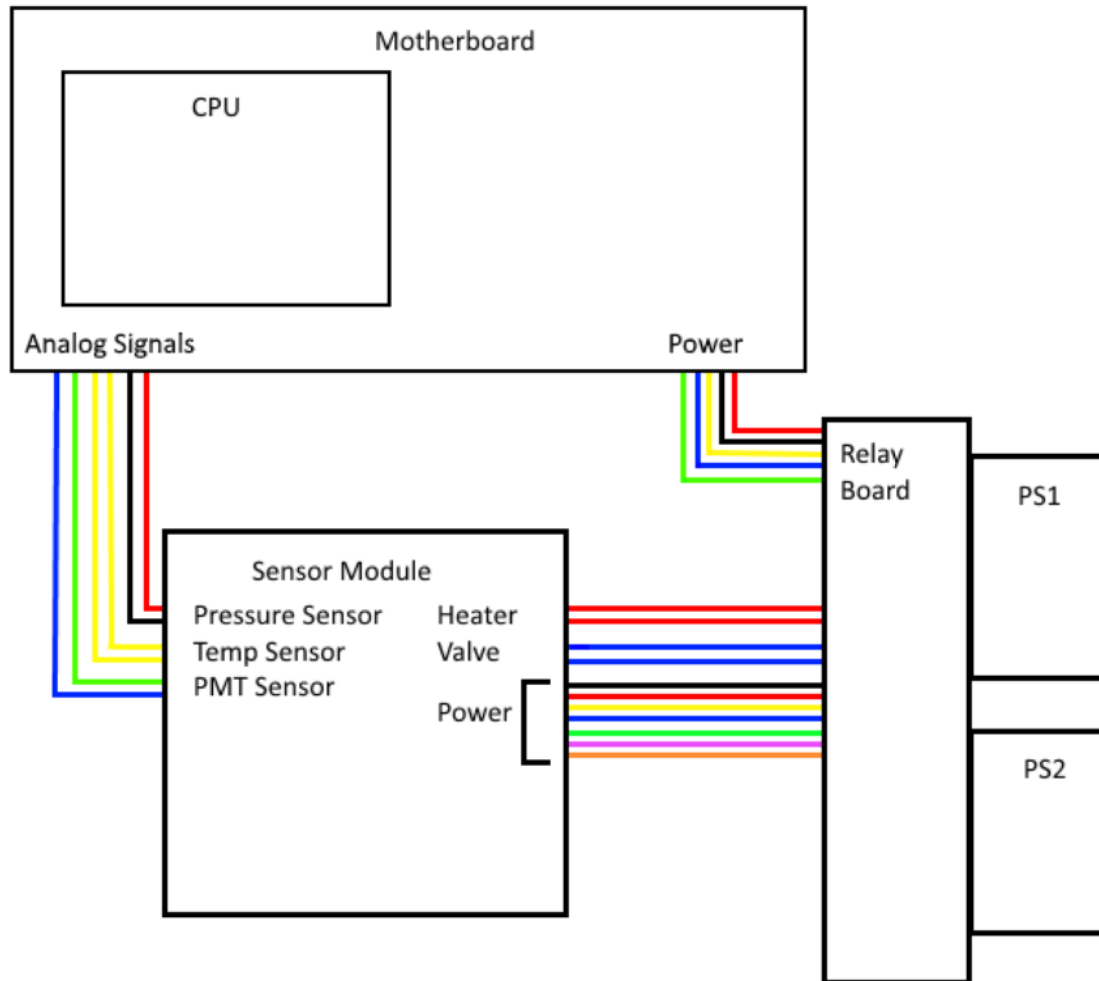 Motherboard
CPU
Analog Signals
Power
Relay
Board
PS1
Sensor Module
Pressure Sensor
Heater
Temp Sensor
Valve
PMT Sensor
Power
PS2